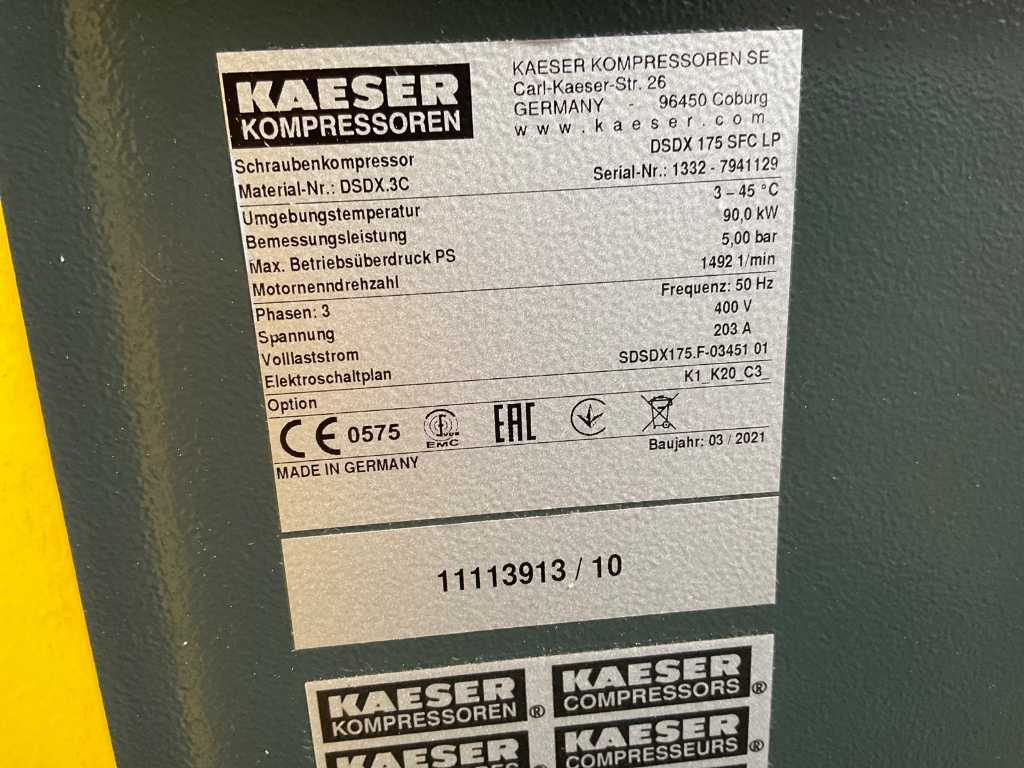 KAESER
KOMPRESSOREN
KAESER KOMPRESSOREN SE
Carl-Kaeser-Str. 26
GERMANY - 96450 Coburg
www.kaeser.com
Schraubenkompressor DSDX 175 SFC LP
Material-Nr.: DSDX.3C Serial-Nr.: 1332 - 7941129
Umgebungstemperatur 3 – 45 °C
Bemessungsleistung 90,0 kW
Max. Betriebsüberdruck PS 5,00 bar
Motornenndrehzahl 1492 1/min
Phasen: 3 Frequenz: 50 Hz
Spannung 400 V
Volllaststrom 203 A
Elektroschaltplan SDSDX175.F-03451 01
Option K1_K20_C3_
CE 0575 EMC EAC
Baujahr: 03 / 2021
MADE IN GERMANY
11113913 / 10
KAESER
KOMPRESSOREN ®
KAESER
COMPRESSORS ®
KAESER
KAESER
COMPRESSEURS ®